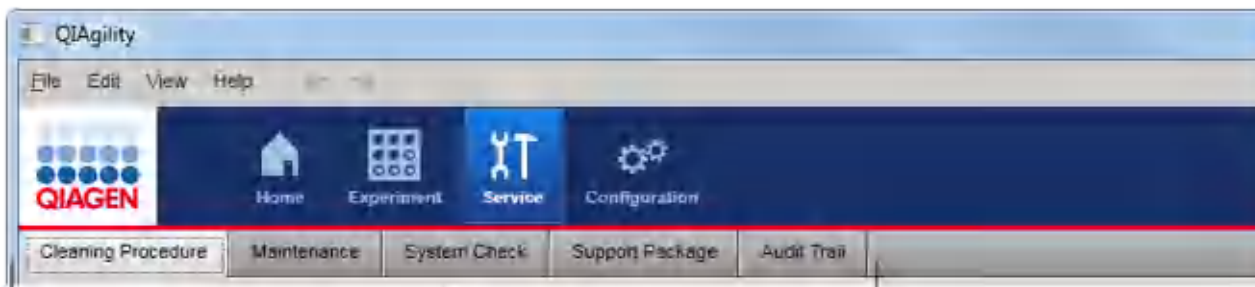 QIAgility
File Edit View Help
QIAGEN
Home Experiment Service Configuration
Cleaning Procedure Maintenance System Check Support Package Audit Trail